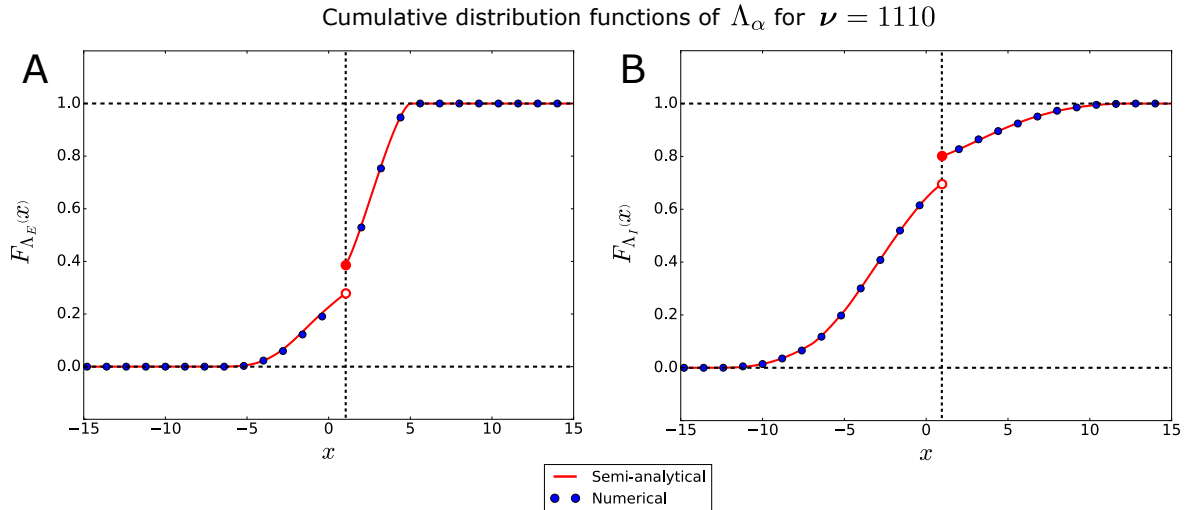 Cumulative distribution functions of Λ_α for ν = 1110
A
B
1.0
0.8
0.6
0.4
0.2
0.0
F_{Λ_E}(x)
−15 −10 −5 0 5 10 15
x
1.0
0.8
0.6
0.4
0.2
0.0
F_{Λ_I}(x)
−15 −10 −5 0 5 10 15
x
Semi-analytical
Numerical